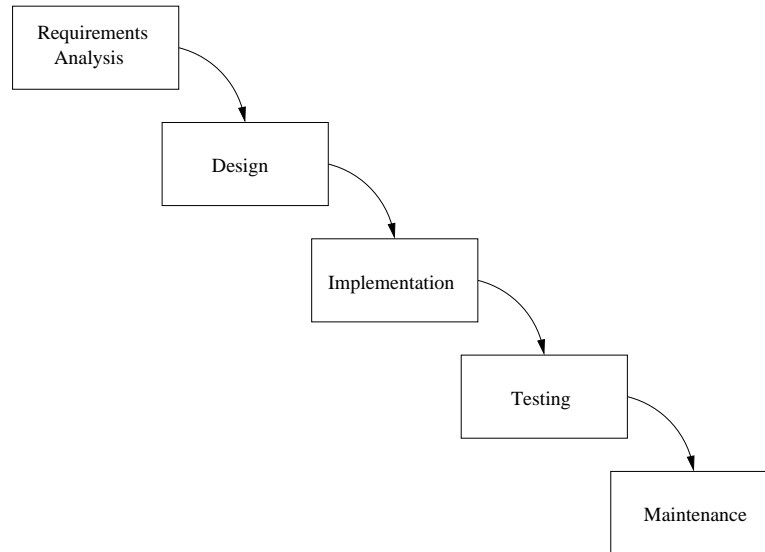 Requirements
Analysis
Design
Implementation
Testing
Maintenance